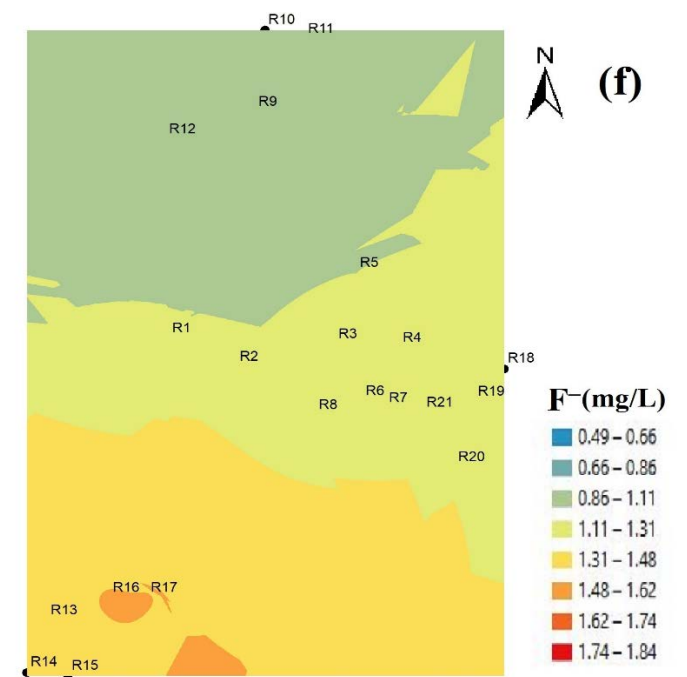 R10
R11
N
(f)
R9
R12
R5
R1
R3
R4
R2
R18
R6
R7
R19
R8
R21
R20
F⁻(mg/L)
0.49 – 0.66
0.66 – 0.86
0.86 – 1.11
1.11 – 1.31
1.31 – 1.48
1.48 – 1.62
1.62 – 1.74
1.74 – 1.84
R16
R17
R13
R14
R15